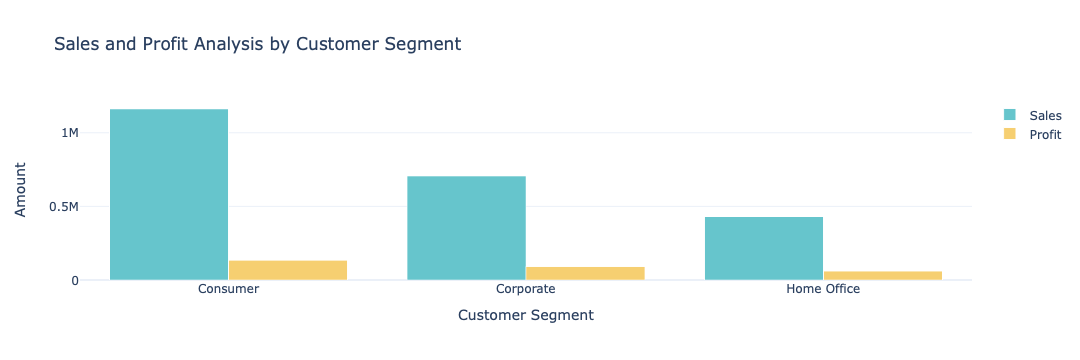 Sales and Profit Analysis by Customer Segment
Sales
Profit
1M
0.5M
0
Amount
Consumer
Corporate
Home Office
Customer Segment